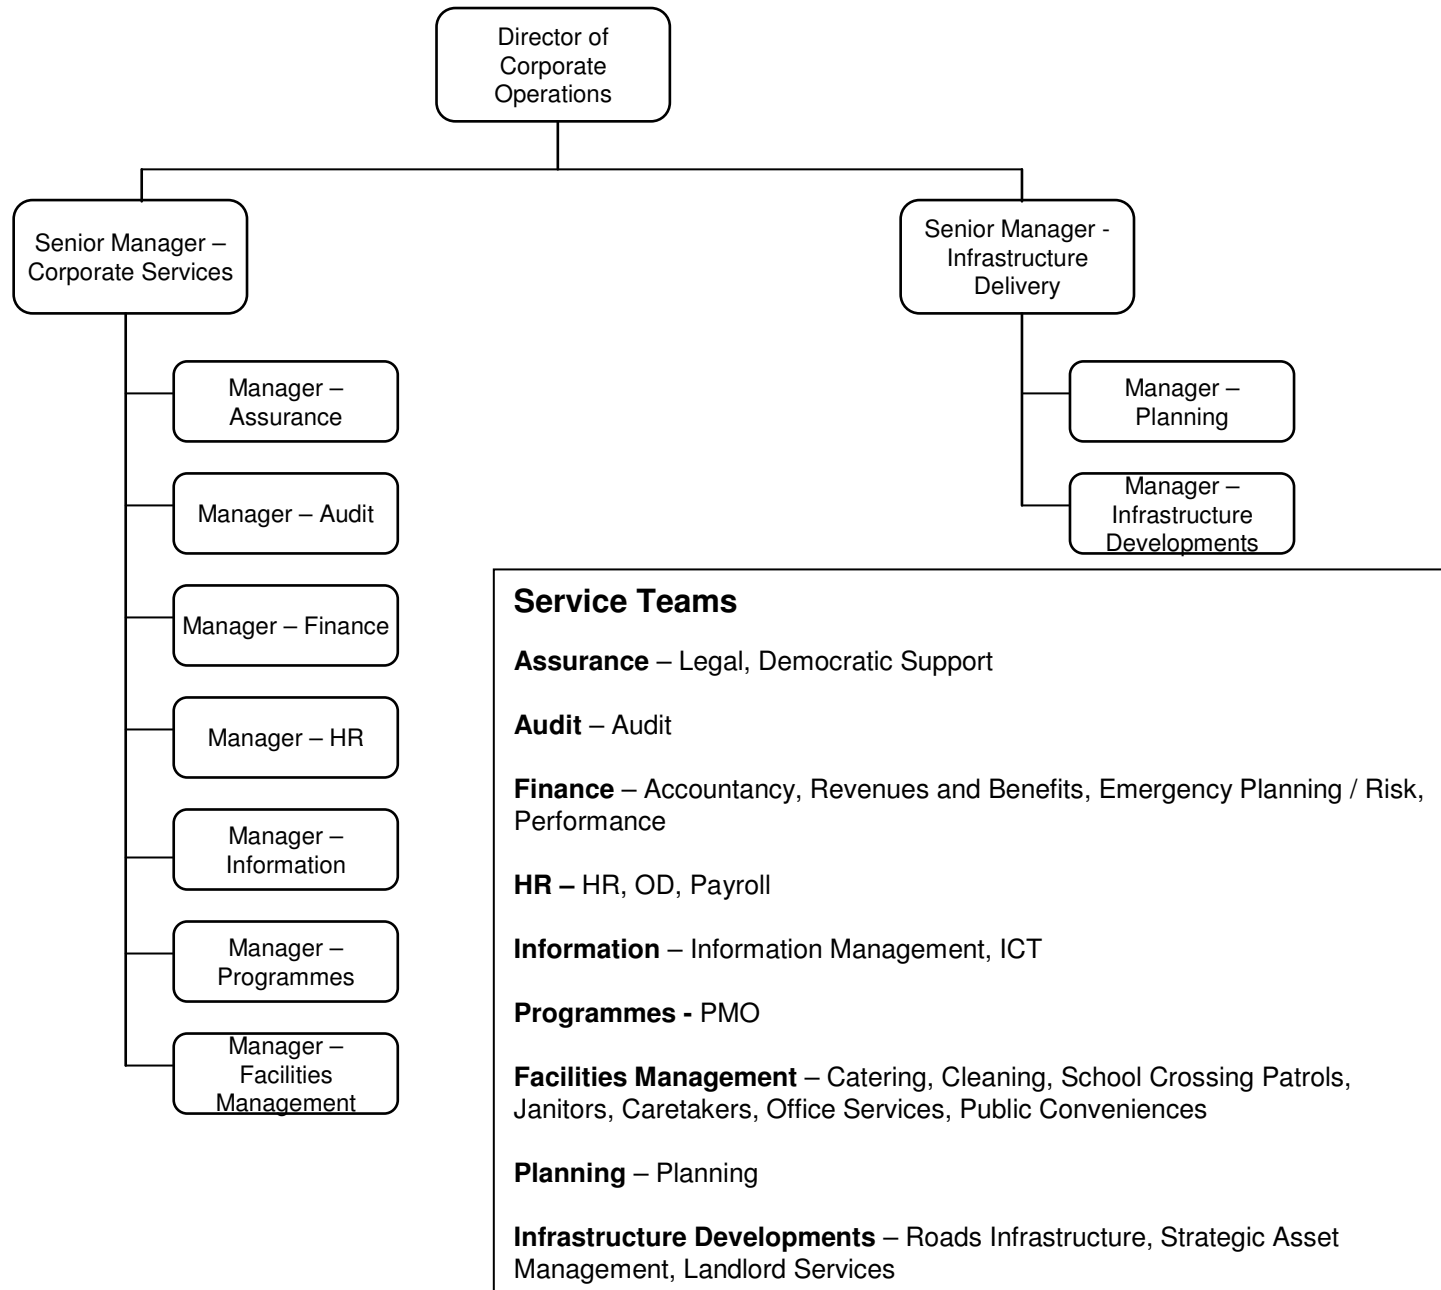 Director of
Corporate
Operations
Senior Manager –
Corporate Services
Senior Manager -
Infrastructure
Delivery
Manager –
Assurance
Manager – Audit
Manager – Finance
Manager – HR
Manager –
Information
Manager –
Programmes
Manager –
Facilities
Management
Manager –
Planning
Manager –
Infrastructure
Developments
Service Teams
Assurance – Legal, Democratic Support
Audit – Audit
Finance – Accountancy, Revenues and Benefits, Emergency Planning / Risk,
Performance
HR – HR, OD, Payroll
Information – Information Management, ICT
Programmes - PMO
Facilities Management – Catering, Cleaning, School Crossing Patrols,
Janitors, Caretakers, Office Services, Public Conveniences
Planning – Planning
Infrastructure Developments – Roads Infrastructure, Strategic Asset
Management, Landlord Services